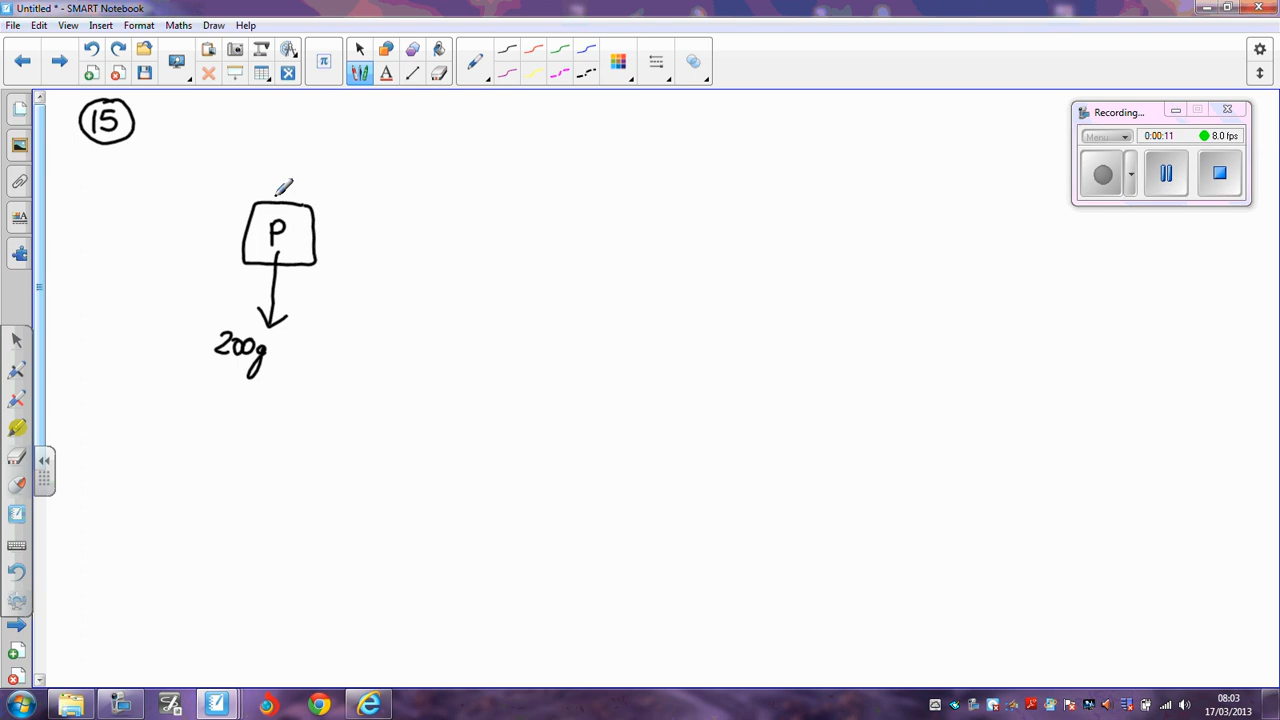 Untitled * - SMART Notebook
File Edit View Insert Format Maths Draw Help
Recording...
Menu 0:00:11 8.0 fps
15
P
200g
08:03
17/03/2013